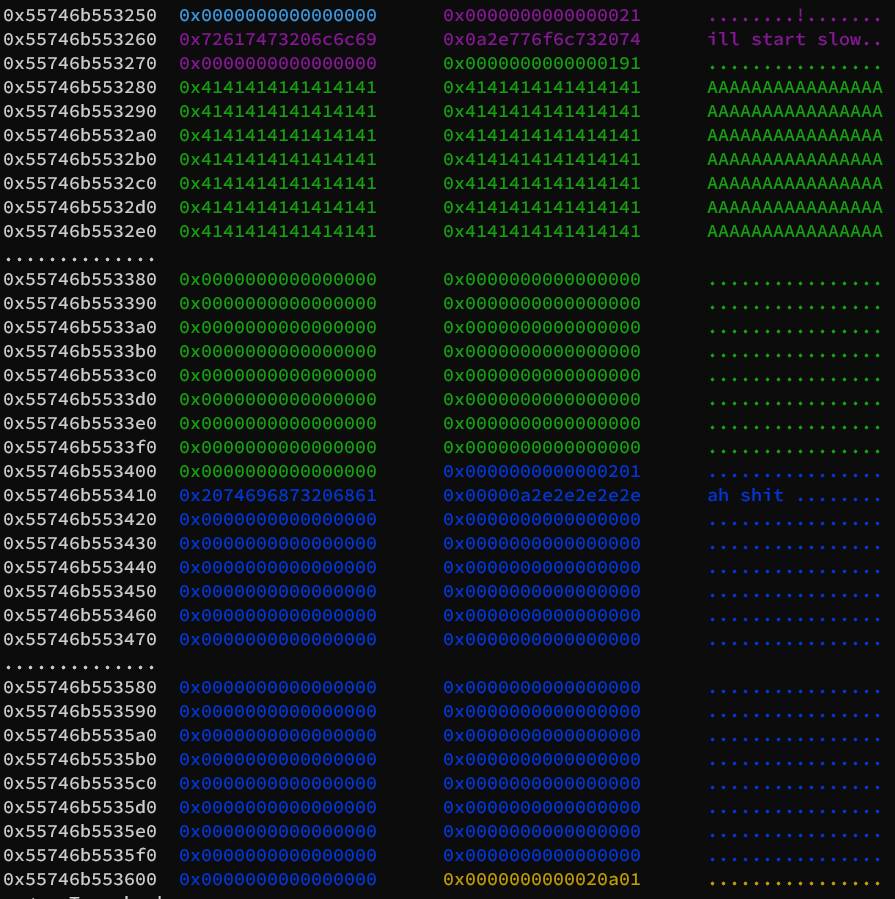 0x55746b553250 0x0000000000000000 0x0000000000000021 ........!.......
0x55746b553260 0x72617473206c6c69 0x0a2e776f6c732074 ill start slow..
0x55746b553270 0x0000000000000000 0x0000000000000191 ................
0x55746b553280 0x4141414141414141 0x4141414141414141 AAAAAAAAAAAAAAAA
0x55746b553290 0x4141414141414141 0x4141414141414141 AAAAAAAAAAAAAAAA
0x55746b5532a0 0x4141414141414141 0x4141414141414141 AAAAAAAAAAAAAAAA
0x55746b5532b0 0x4141414141414141 0x4141414141414141 AAAAAAAAAAAAAAAA
0x55746b5532c0 0x4141414141414141 0x4141414141414141 AAAAAAAAAAAAAAAA
0x55746b5532d0 0x4141414141414141 0x4141414141414141 AAAAAAAAAAAAAAAA
0x55746b5532e0 0x4141414141414141 0x4141414141414141 AAAAAAAAAAAAAAAA
..............
0x55746b553380 0x0000000000000000 0x0000000000000000 ................
0x55746b553390 0x0000000000000000 0x0000000000000000 ................
0x55746b5533a0 0x0000000000000000 0x0000000000000000 ................
0x55746b5533b0 0x0000000000000000 0x0000000000000000 ................
0x55746b5533c0 0x0000000000000000 0x0000000000000000 ................
0x55746b5533d0 0x0000000000000000 0x0000000000000000 ................
0x55746b5533e0 0x0000000000000000 0x0000000000000000 ................
0x55746b5533f0 0x0000000000000000 0x0000000000000000 ................
0x55746b553400 0x0000000000000000 0x0000000000000201 ................
0x55746b553410 0x2074696873206861 0x00000a2e2e2e2e2e ah shit ........
0x55746b553420 0x0000000000000000 0x0000000000000000 ................
0x55746b553430 0x0000000000000000 0x0000000000000000 ................
0x55746b553440 0x0000000000000000 0x0000000000000000 ................
0x55746b553450 0x0000000000000000 0x0000000000000000 ................
0x55746b553460 0x0000000000000000 0x0000000000000000 ................
0x55746b553470 0x0000000000000000 0x0000000000000000 ................
..............
0x55746b553580 0x0000000000000000 0x0000000000000000 ................
0x55746b553590 0x0000000000000000 0x0000000000000000 ................
0x55746b5535a0 0x0000000000000000 0x0000000000000000 ................
0x55746b5535b0 0x0000000000000000 0x0000000000000000 ................
0x55746b5535c0 0x0000000000000000 0x0000000000000000 ................
0x55746b5535d0 0x0000000000000000 0x0000000000000000 ................
0x55746b5535e0 0x0000000000000000 0x0000000000000000 ................
0x55746b5535f0 0x0000000000000000 0x0000000000000000 ................
0x55746b553600 0x0000000000000000 0x0000000000020a01 ................